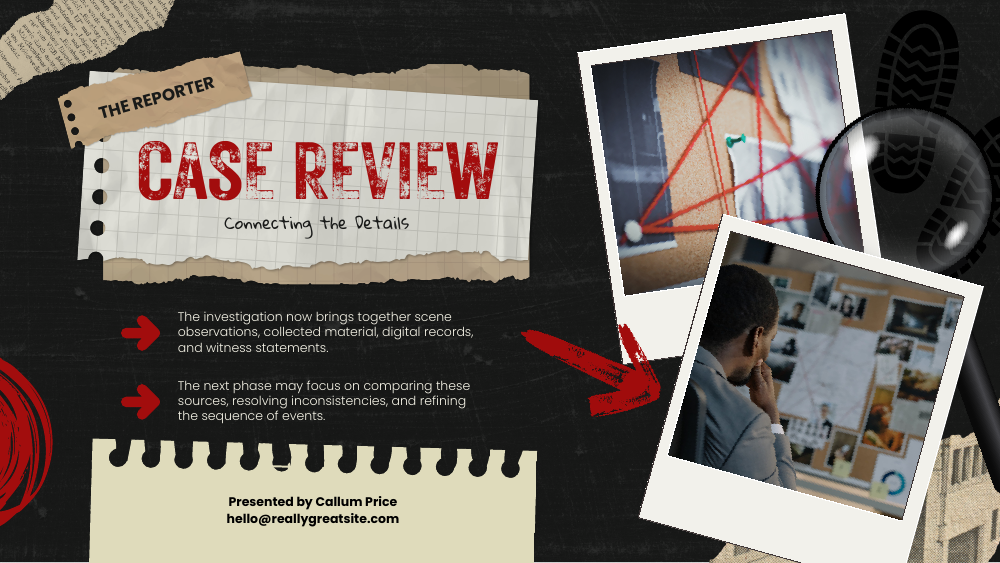 THE REPORTER
CASE REVIEW
Connecting the Details
The investigation now brings together scene
observations, collected material, digital records,
and witness statements.
The next phase may focus on comparing these
sources, resolving inconsistencies, and refining
the sequence of events.
Presented by Callum Price
hello@reallygreatsite.com